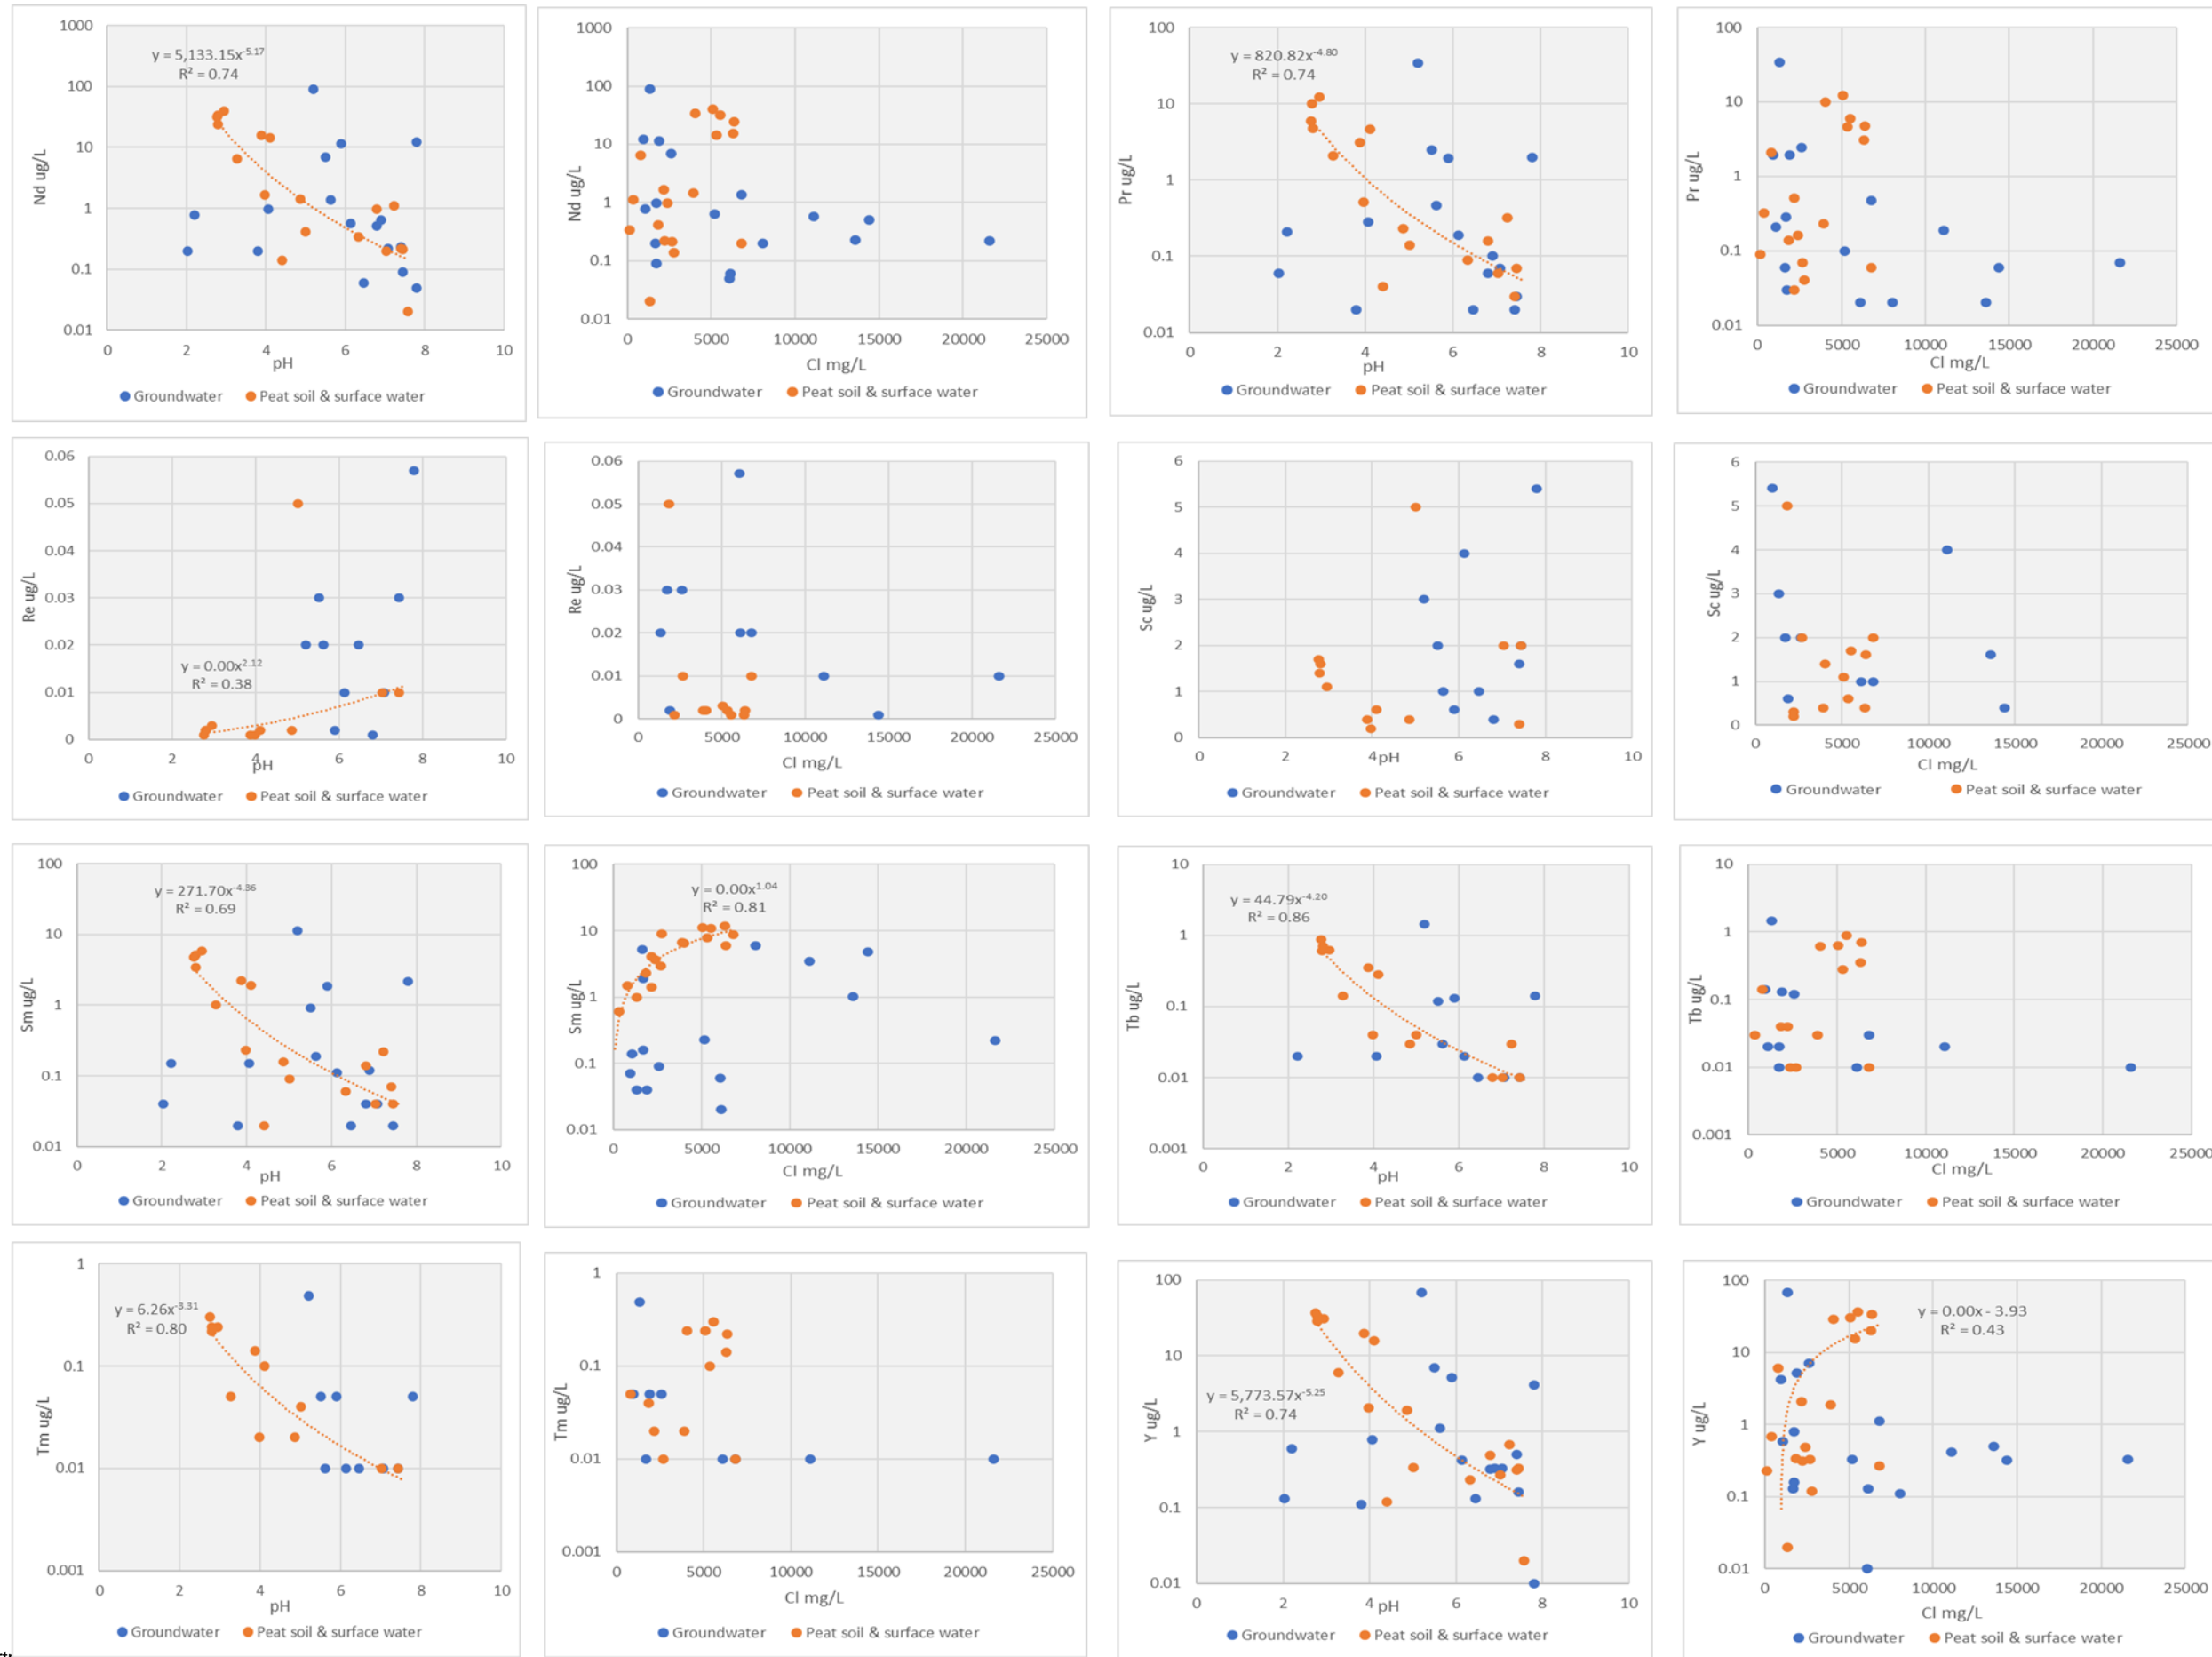 1000
100
10
1
0.1
0.01
Nd ug/L
y = 5,133.15x-5.17
R² = 0.74
0 2 4 6 8 10
pH
Groundwater Peat soil & surface water
1000
100
10
1
0.1
0.01
Nd ug/L
0 5000 10000 15000 20000 25000
Cl mg/L
Groundwater Peat soil & surface water
100
10
1
0.1
0.01
Pr ug/L
y = 820.82x-4.80
R² = 0.74
0 2 4 6 8 10
pH
Groundwater Peat soil & surface water
100
10
1
0.1
0.01
Pr ug/L
0 5000 10000 15000 20000 25000
Cl mg/L
Groundwater Peat soil & surface water
0.06
0.05
0.04
0.03
0.02
0.01
0
Re ug/L
y = 0.00x2.12
R² = 0.38
0 2 4 6 8 10
pH
Groundwater Peat soil & surface water
0.06
0.05
0.04
0.03
0.02
0.01
0
Re ug/L
0 5000 10000 15000 20000 25000
Cl mg/L
Groundwater Peat soil & surface water
6
5
4
3
2
1
0
Sc ug/L
0 2 4 6 8 10
pH
Groundwater Peat soil & surface water
6
5
4
3
2
1
0
Sc ug/L
0 5000 10000 15000 20000 25000
Cl mg/L
Groundwater Peat soil & surface water
100
10
1
0.1
0.01
Sm ug/L
y = 271.70x-4.36
R² = 0.69
0 2 4 6 8 10
pH
Groundwater Peat soil & surface water
100
10
1
0.1
0.01
Sm ug/L
y = 0.00x1.04
R² = 0.81
0 5000 10000 15000 20000 25000
Cl mg/L
Groundwater Peat soil & surface water
10
1
0.1
0.01
0.001
Tb ug/L
y = 44.79x-4.20
R² = 0.86
0 2 4 6 8 10
pH
Groundwater Peat soil & surface water
10
1
0.1
0.01
0.001
Tb ug/L
0 5000 10000 15000 20000 25000
Cl mg/L
Groundwater Peat soil & surface water
1
0.1
0.01
0.001
Tm ug/L
y = 6.26x-3.31
R² = 0.80
0 2 4 6 8 10
pH
Groundwater Peat soil & surface water
1
0.1
0.01
0.001
Tm ug/L
0 5000 10000 15000 20000 25000
Cl mg/L
Groundwater Peat soil & surface water
100
10
1
0.1
0.01
Y ug/L
y = 5,773.57x-5.25
R² = 0.74
0 2 4 6 8 10
pH
Groundwater Peat soil & surface water
100
10
1
0.1
0.01
Y ug/L
y = 0.00x - 3.93
R² = 0.43
0 5000 10000 15000 20000 25000
Cl mg/L
Groundwater Peat soil & surface water